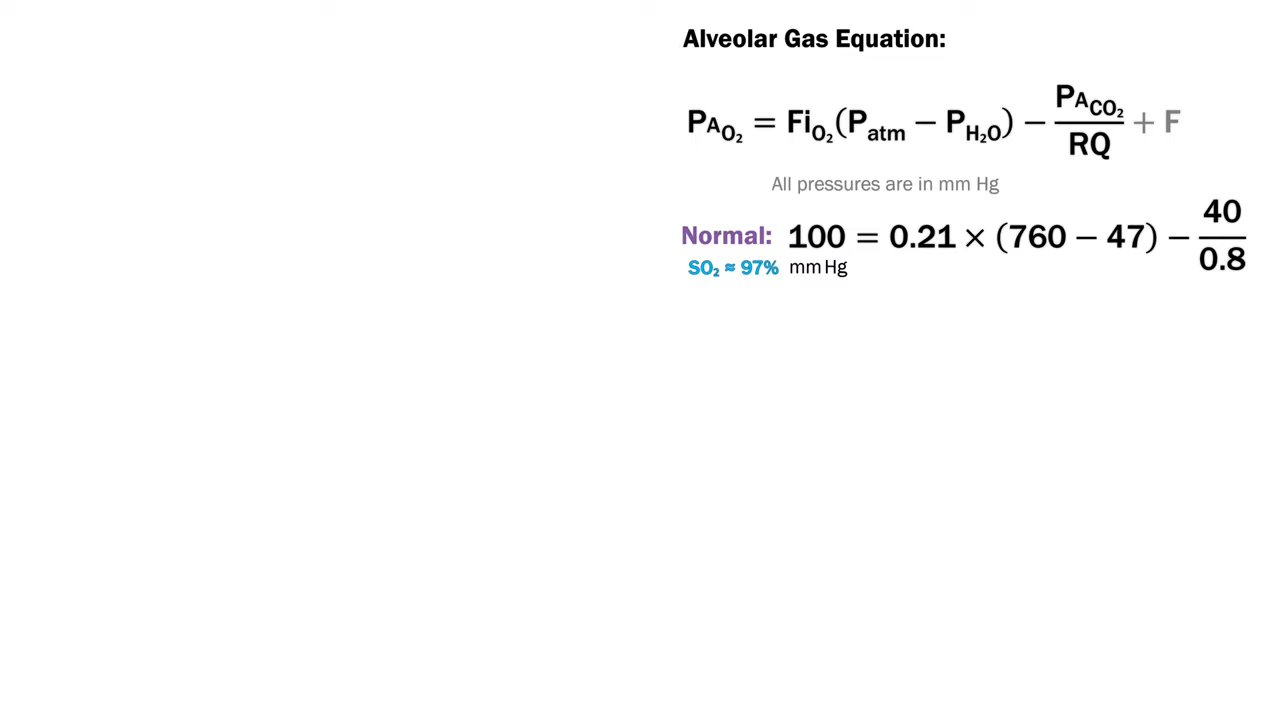 Alveolar Gas Equation:
PAO₂ = FiO₂(Patm − PH₂O) − PACO₂/RQ + F
All pressures are in mm Hg
Normal: 100 = 0.21 × (760 − 47) − 40/0.8
SO₂ ≈ 97% mm Hg